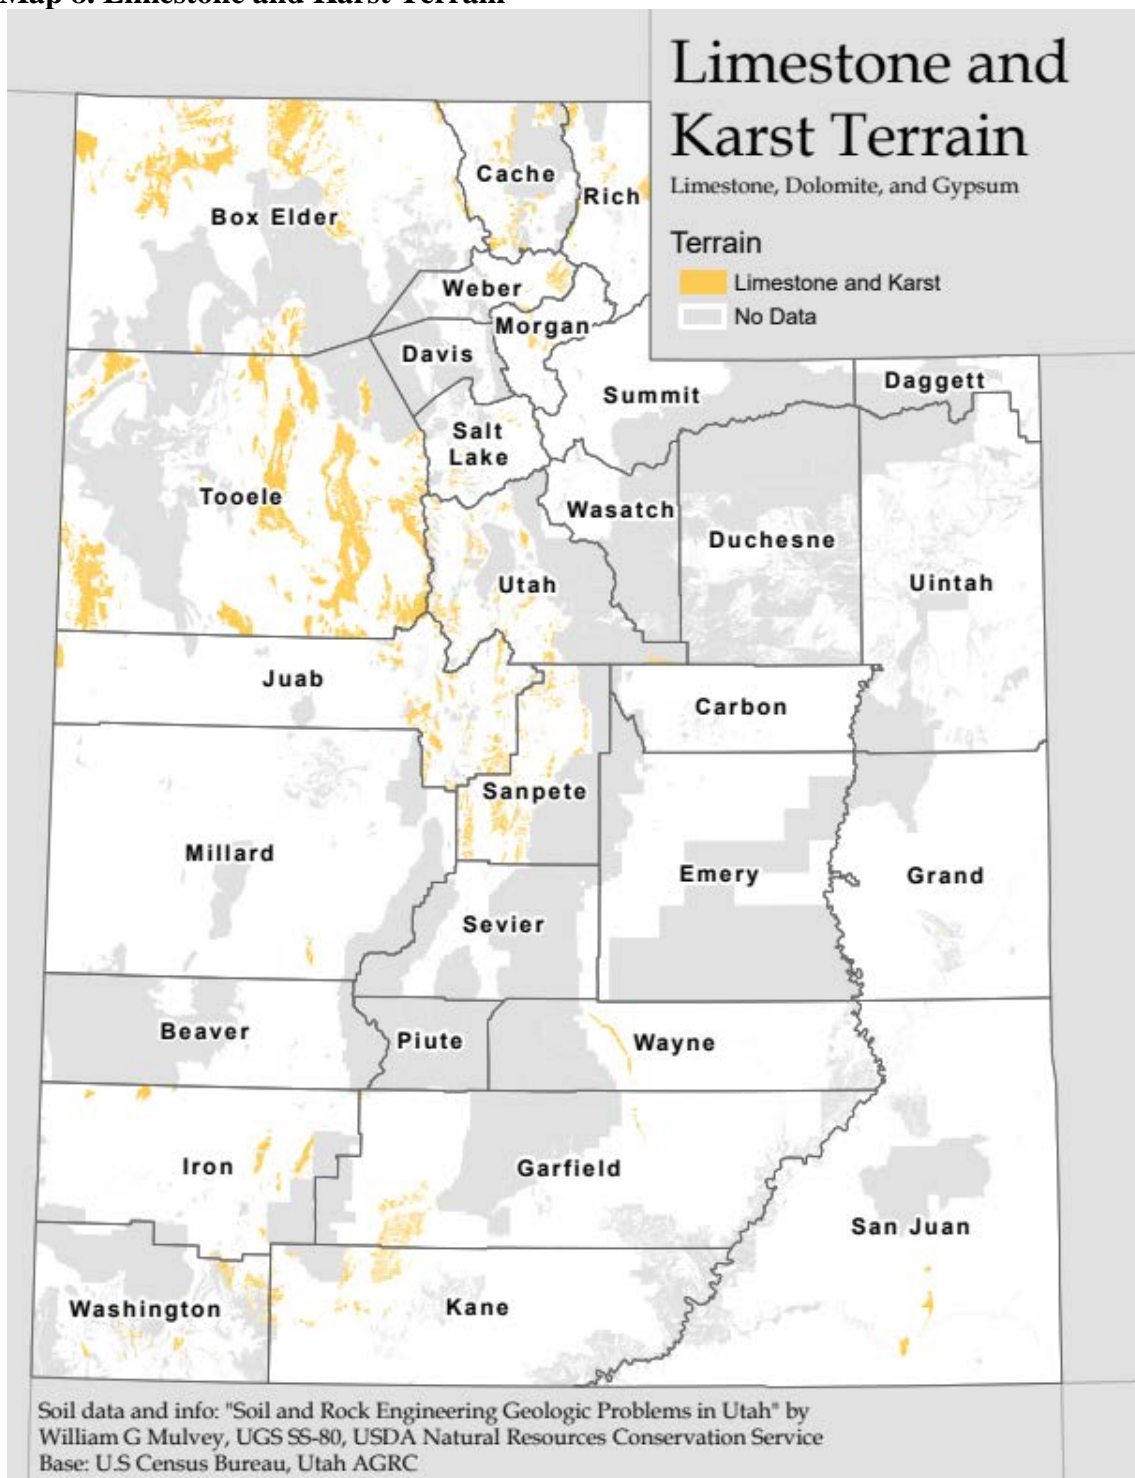 Map 8. Limestone and Karst Terrain
Limestone and
Karst Terrain
Limestone, Dolomite, and Gypsum
Terrain
Limestone and Karst
No Data
Cache
Rich
Box Elder
Weber
Morgan
Davis
Summit
Daggett
Salt
Lake
Tooele
Wasatch
Duchesne
Utah
Uintah
Juab
Carbon
Sanpete
Millard
Emery
Grand
Sevier
Beaver
Piute
Wayne
Iron
Garfield
San Juan
Washington
Kane
Soil data and info: "Soil and Rock Engineering Geologic Problems in Utah" by
William G Mulvey, UGS SS-80, USDA Natural Resources Conservation Service
Base: U.S Census Bureau, Utah AGRC